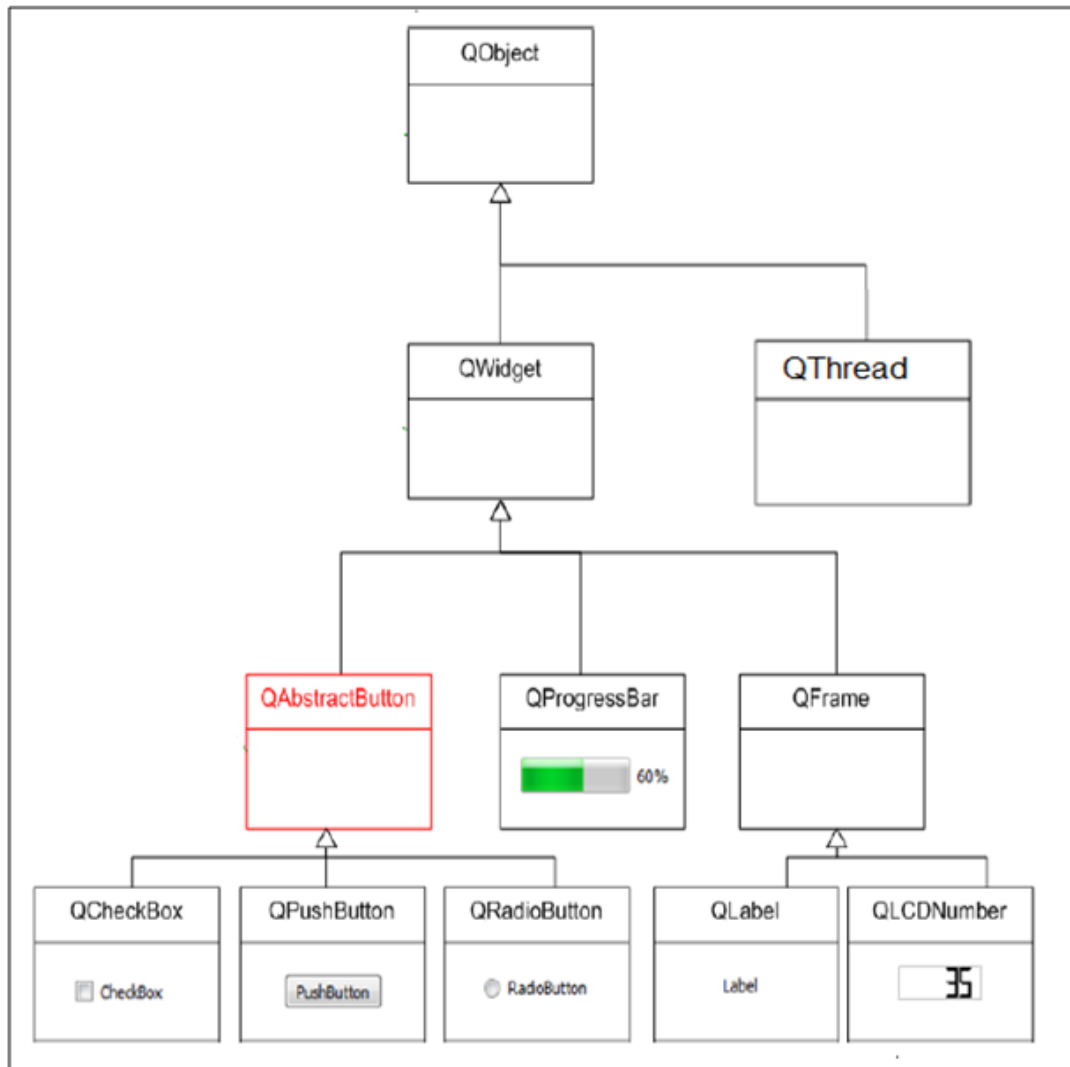 QObject
QWidget
QThread
QAbstractButton
QProgressBar
QFrame
60%
QCheckBox
QPushButton
QRadioButton
QLabel
QLCDNumber
CheckBox
PushButton
RadioButton
Label
35